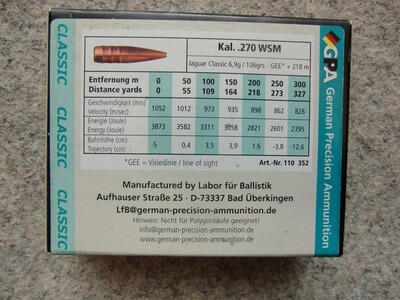 Kal. .270 WSM
Jaguar Classic 6,9g / 106grs. · GEE* + 218 m
Entfernung m 0 50 100 150 200 250 300
Distance yards 0 55 109 164 218 273 327
Geschwindigkeit (m/s)
Velocity (m/sec) 1052 1012 973 935 898 862 828
Energie (Joule)
Energy (Joule) 3873 3582 3311 3058 2821 2601 2395
Bahnhöhe (cm)
Trajectory (cm) -5 0,4 3,5 3,9 1,6 -3.8 -12,6
*GEE = Visierlinie / line of sight Art.-Nr. 110 352
Manufactured by Labor für Ballistik
Aufhauser Straße 25 · D-73337 Bad Überkingen
LfB@german-precision-ammunition.de
Hinweis: Nicht für Polygonläufe geeignet!
info@german-precision-ammunition.de
www.german-precision-ammunition.de
CLASSIC
CLASSIC
CLASSIC
CLASSIC
GPA
German Precision Ammunition